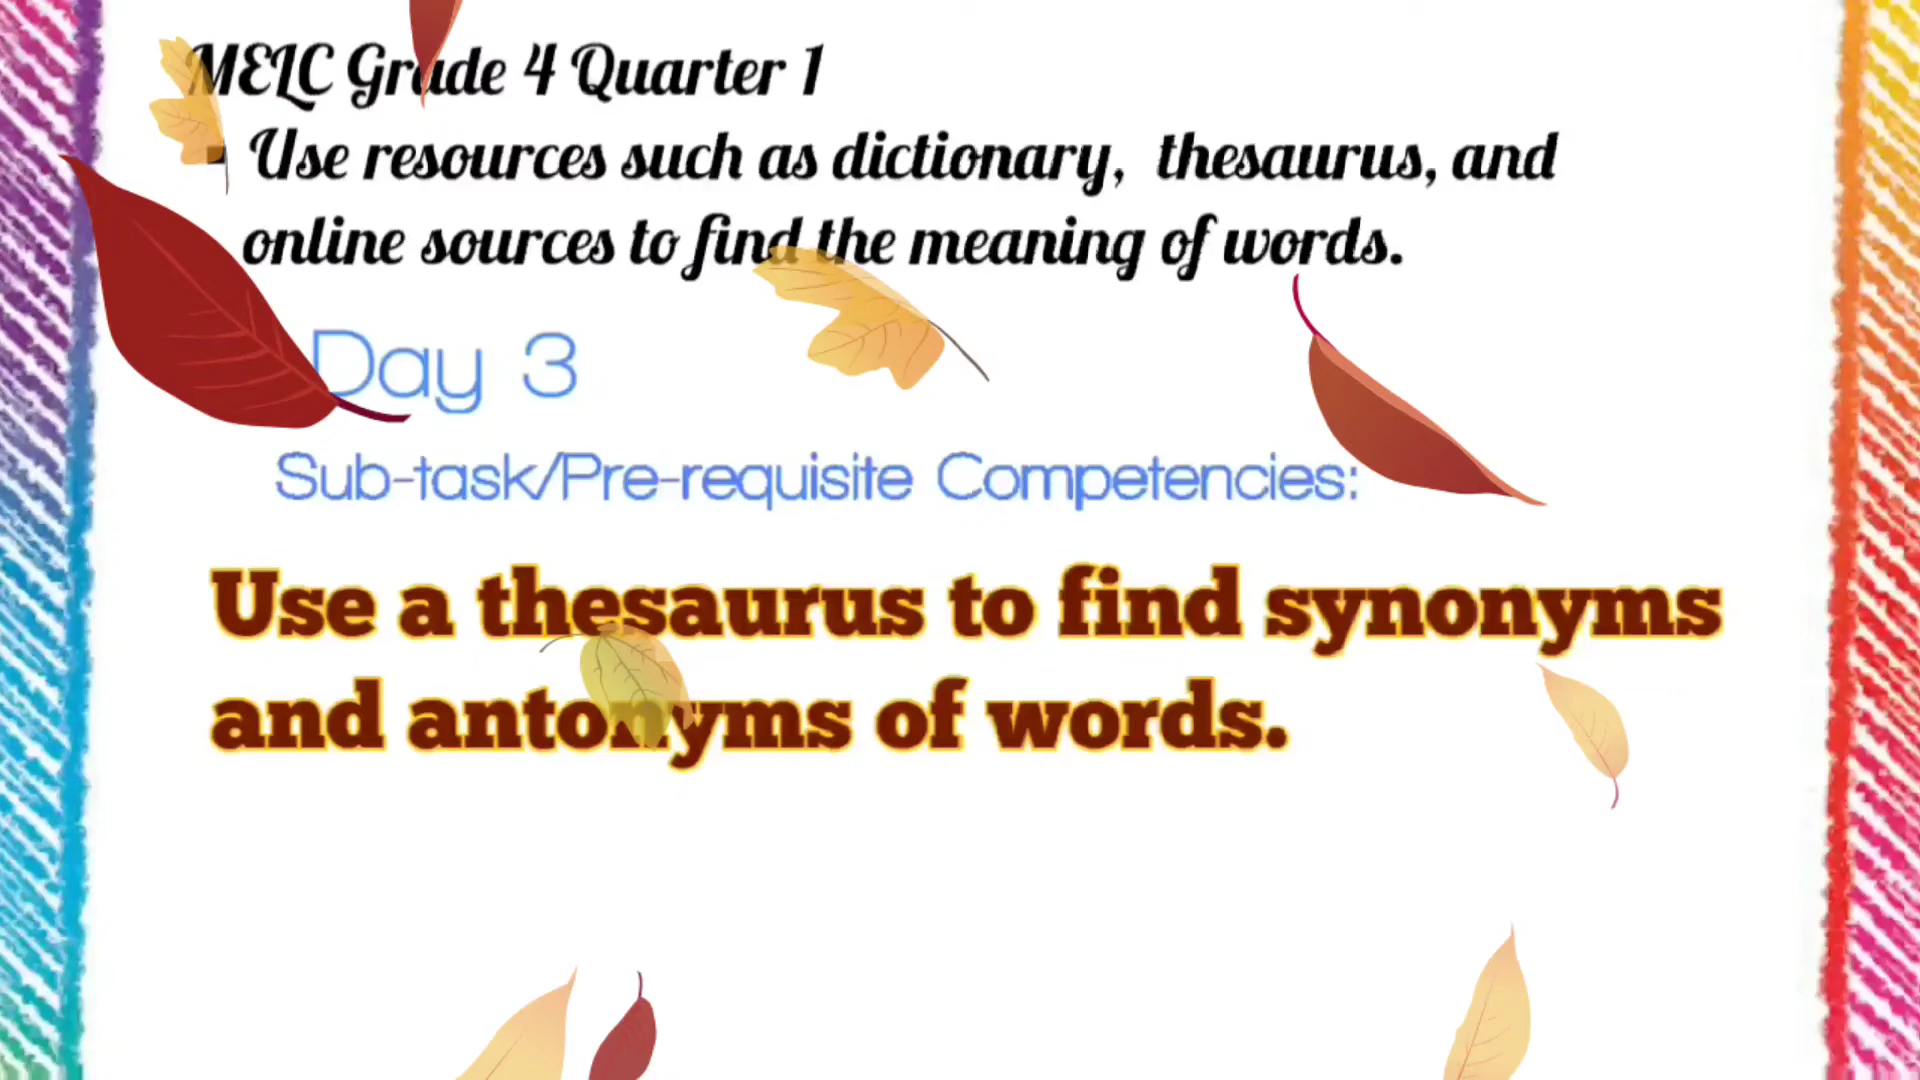 MELC Grade 4 Quarter 1
▪ Use resources such as dictionary, thesaurus, and
online sources to find the meaning of words.
Day 3
Sub-task/Pre-requisite Competencies:
Use a thesaurus to find synonyms
and antonyms of words.